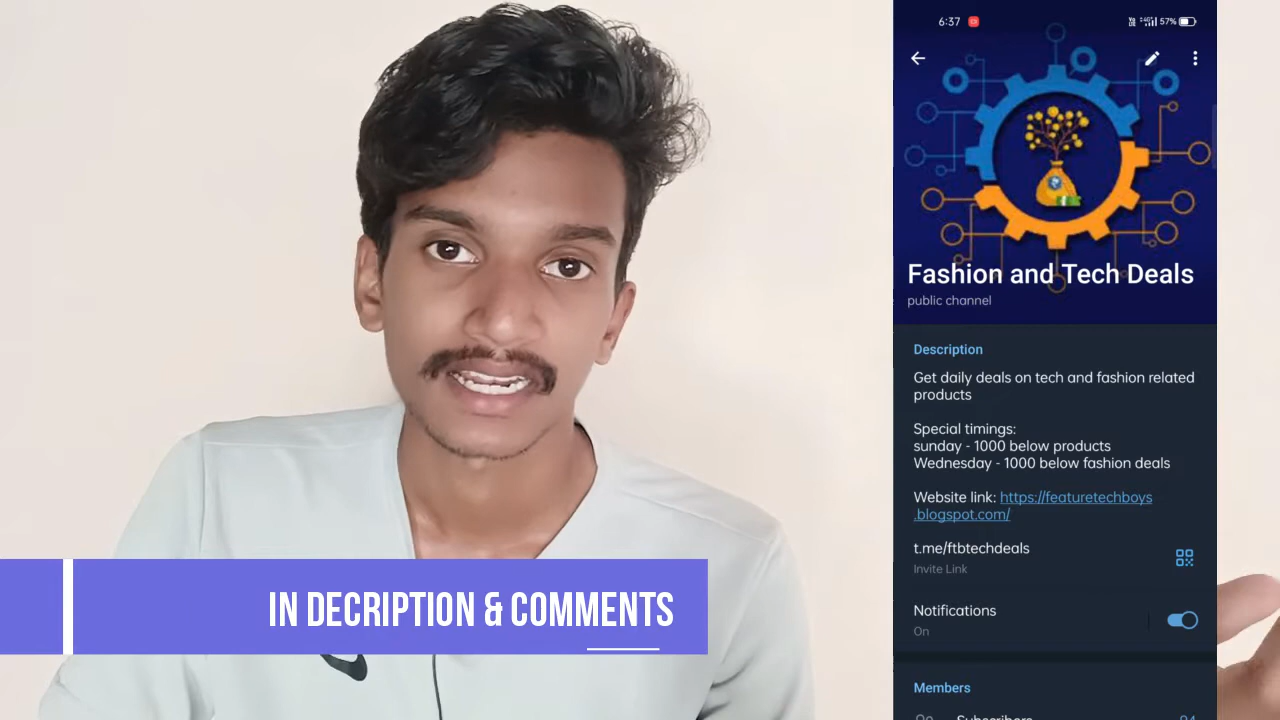 6:37
57%
Fashion and Tech Deals
public channel
Description
Get daily deals on tech and fashion related
products
Special timings:
sunday - 1000 below products
Wednesday - 1000 below fashion deals
Website link: https://featuretechboys
.blogspot.com/
t.me/ftbtechdeals
Invite Link
Notifications
On
Members
Subscribers
IN DECRIPTION & COMMENTS